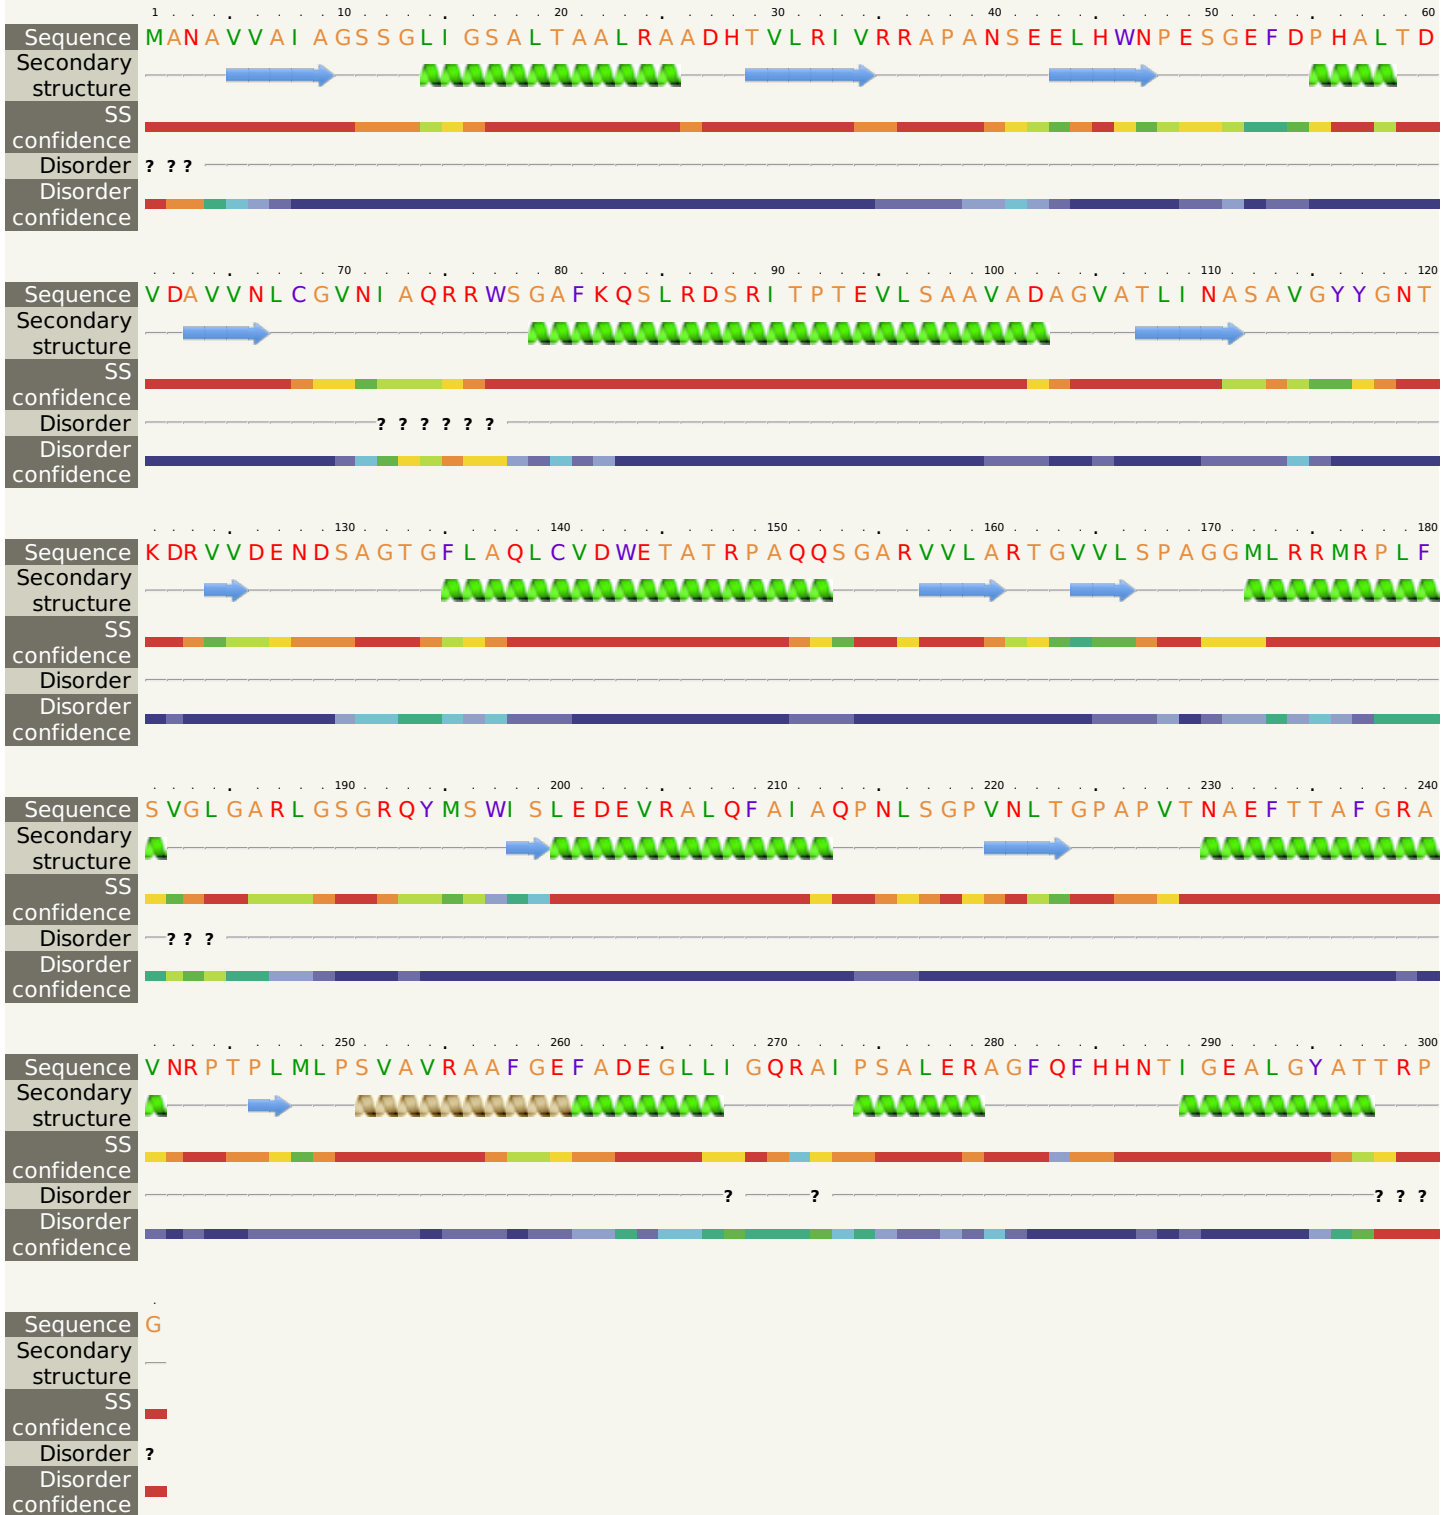 1 10 20 30 40 50 60
Sequence MANAVVAIAGSSGLIGSALTAALRAADHTVLRIVRRAPANSEELHWNPESGEFDPHALTD
Secondary
structure
SS
confidence
Disorder ? ? ?
Disorder
confidence
70 80 90 100 110 120
Sequence VDAVVNLCGVNIAQRRWSGAFKQSLRDSRITPTEVLSAAVADAGVATLINASAVGYYGNT
Secondary
structure
SS
confidence
Disorder ? ? ? ? ? ?
Disorder
confidence
130 140 150 160 170 180
Sequence KDRVVDENDSAGTGFLAQLCVDWETATRPAQQSGARVVLARTGVVLSPAGGMLRRMRPLF
Secondary
structure
SS
confidence
Disorder
Disorder
confidence
190 200 210 220 230 240
Sequence SVGLGARLGSGRQYMSWISLEDEVRALQFAIAQPNLSGPVNLTGPAPVTNAEFTTAFGRA
Secondary
structure
SS
confidence
Disorder ? ? ?
Disorder
confidence
250 260 270 280 290 300
Sequence VNRPTPLMLPSVAVRAAFGEFADEGLLIGQRAIPSALERAGFQFHHNTIGEALGYATTRP
Secondary
structure
SS
confidence
Disorder ? ? ? ? ?
Disorder
confidence
Sequence G
Secondary
structure
SS
confidence
Disorder ?
Disorder
confidence